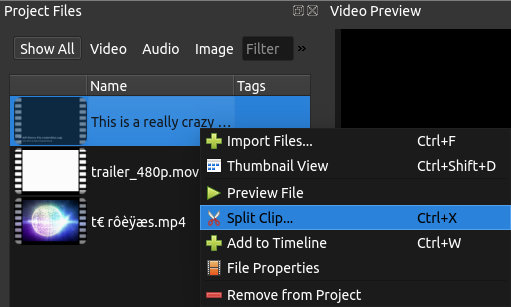 Project Files
Video Preview
Show All Video Audio Image Filter »
Name Tags
This is a really crazy ...
trailer_480p.mov
t€ rôèÿæs.mp4
Import Files... Ctrl+F
Thumbnail View Ctrl+Shift+D
Preview File
Split Clip... Ctrl+X
Add to Timeline Ctrl+W
File Properties
Remove from Project